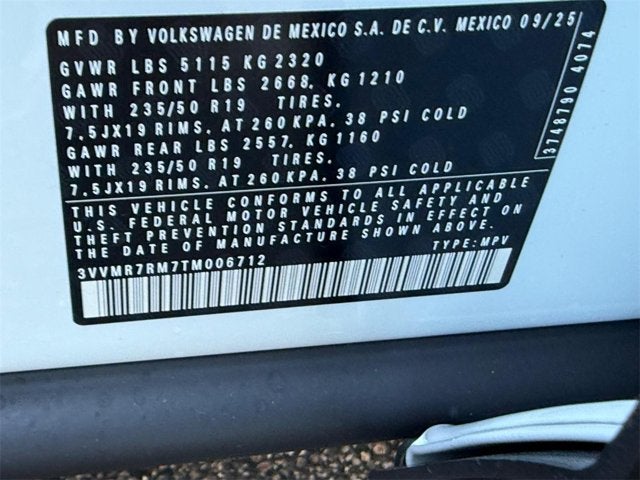 MFD BY VOLKSWAGEN DE MEXICO S.A. DE C.V. MEXICO 09/25
GVWR LBS 5115 KG 2320
GAWR FRONT LBS 2668, KG 1210
WITH 235/50 R19 TIRES.
7.5JX19 RIMS, AT 260 KPA, 38 PSI COLD
GAWR REAR LBS 2557, KG 1160
WITH 235/50 R19 TIRES.
7.5JX19 RIMS, AT 260 KPA, 38 PSI COLD
THIS VEHICLE CONFORMS TO ALL APPLICABLE
U.S. FEDERAL MOTOR VEHICLE SAFETY AND
THEFT PREVENTION STANDARDS IN EFFECT ON
THE DATE OF MANUFACTURE SHOWN ABOVE.
3VVMR7RM7TM006712 TYPE: MPV
3748790 4074